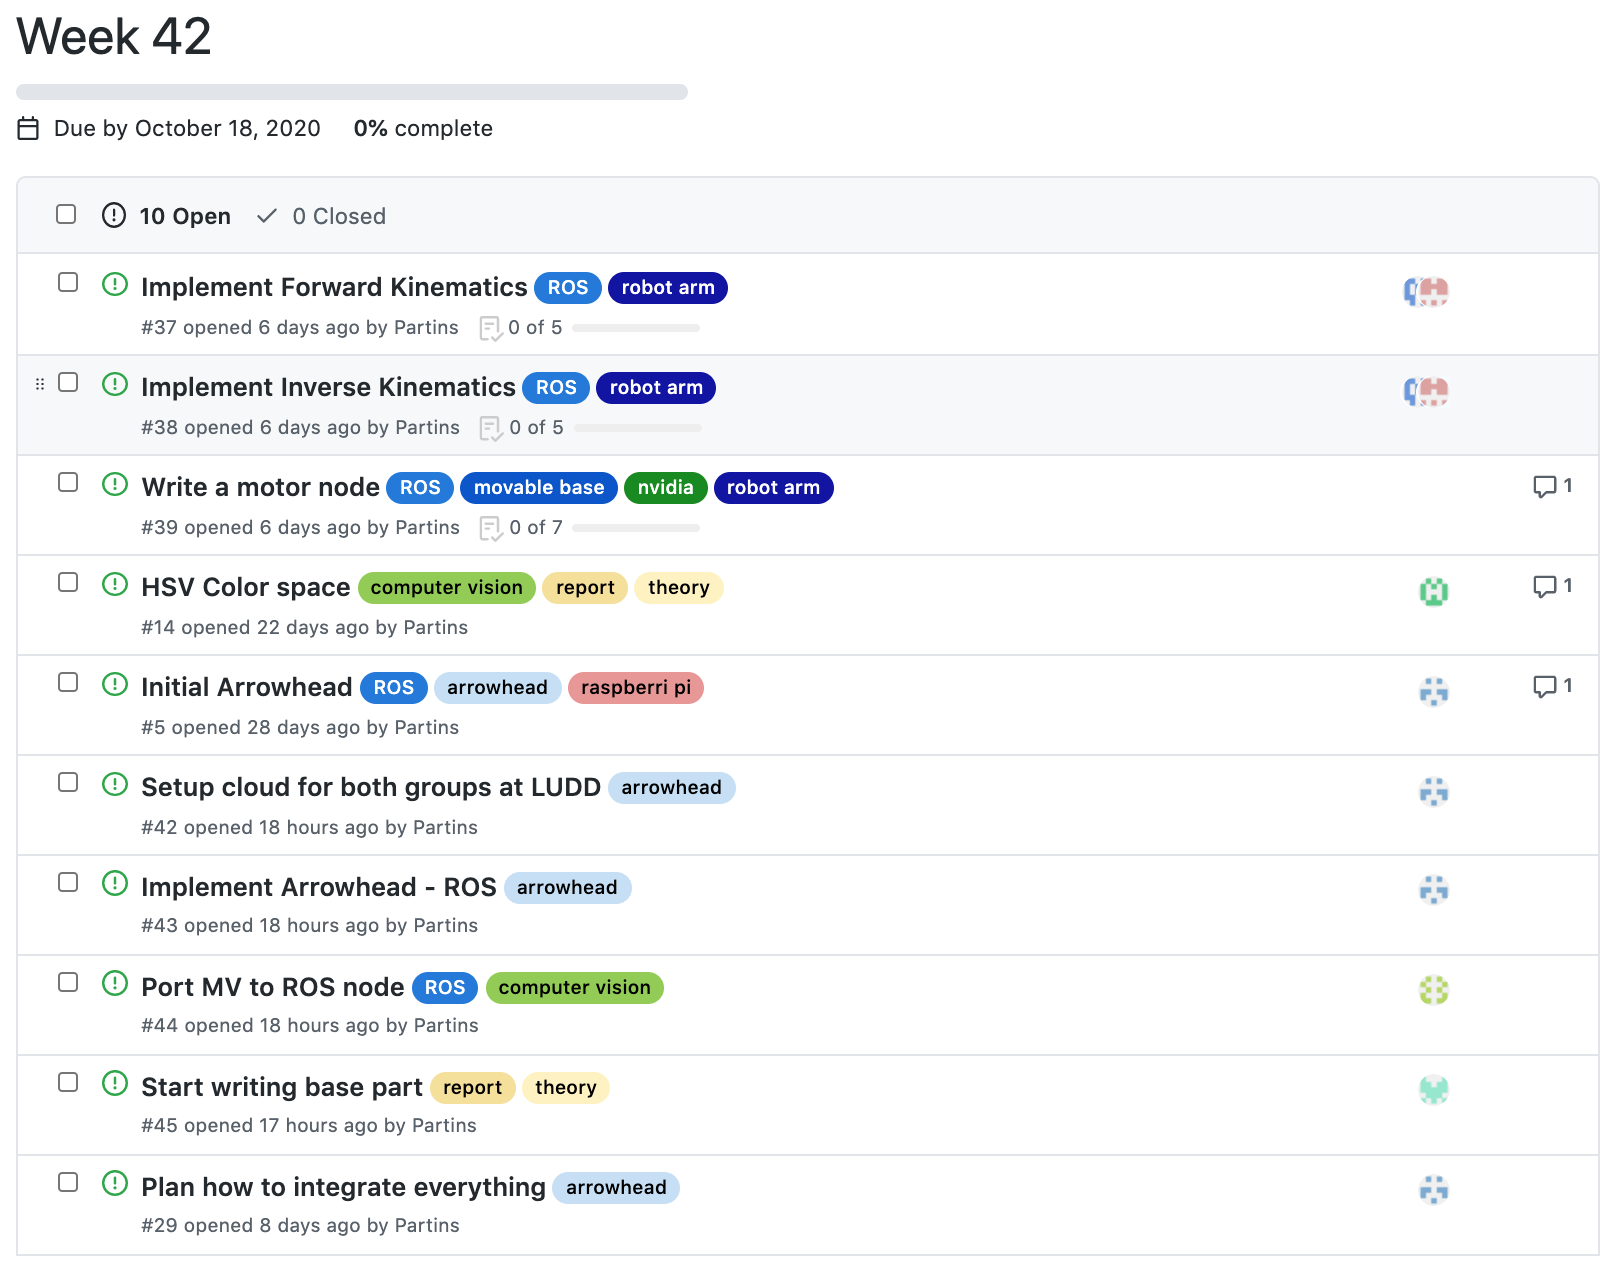 Week 42
Due by October 18, 2020 0% complete
10 Open 0 Closed
Implement Forward Kinematics ROS robot arm
#37 opened 6 days ago by Partins 0 of 5
Implement Inverse Kinematics ROS robot arm
#38 opened 6 days ago by Partins 0 of 5
Write a motor node ROS movable base nvidia robot arm 1
#39 opened 6 days ago by Partins 0 of 7
HSV Color space computer vision report theory 1
#14 opened 22 days ago by Partins
Initial Arrowhead ROS arrowhead raspberri pi 1
#5 opened 28 days ago by Partins
Setup cloud for both groups at LUDD arrowhead
#42 opened 18 hours ago by Partins
Implement Arrowhead - ROS arrowhead
#43 opened 18 hours ago by Partins
Port MV to ROS node ROS computer vision
#44 opened 18 hours ago by Partins
Start writing base part report theory
#45 opened 17 hours ago by Partins
Plan how to integrate everything arrowhead
#29 opened 8 days ago by Partins